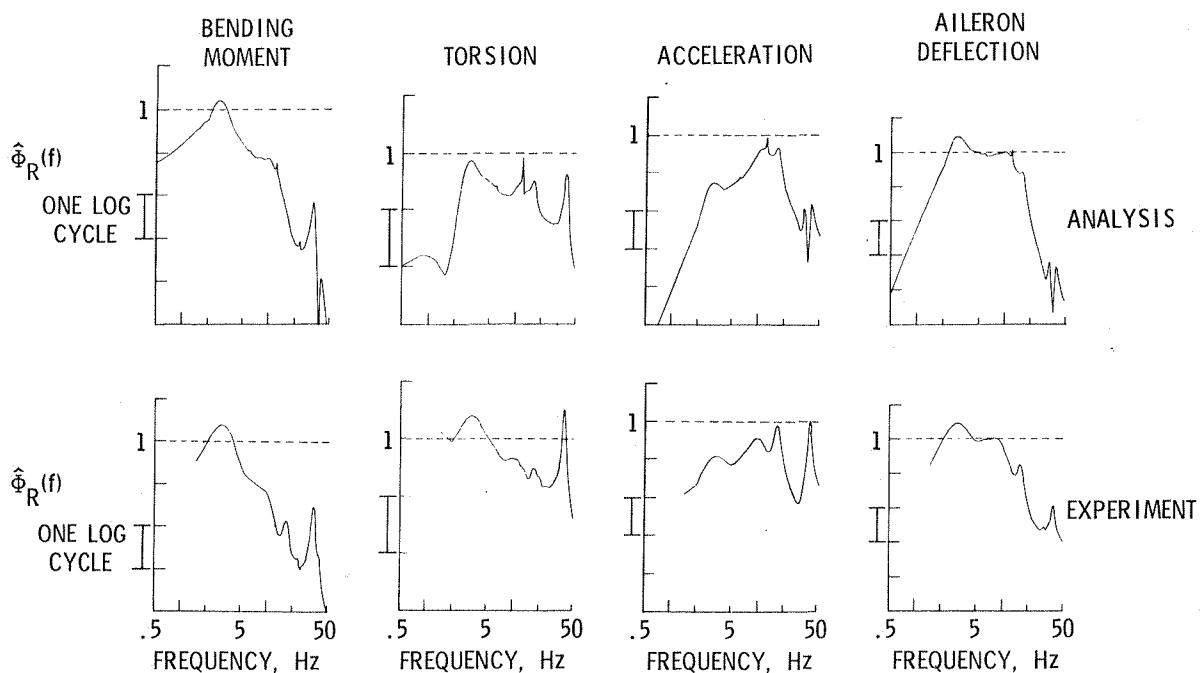 BENDING MOMENT
TORSION
ACCELERATION
AILERON DEFLECTION
1
1
1
1
Φ̂R(f)
ONE LOG CYCLE
ANALYSIS
1
1
1
1
Φ̂R(f)
ONE LOG CYCLE
EXPERIMENT
.5 5 50
.5 5 50
.5 5 50
.5 5 50
FREQUENCY, Hz
FREQUENCY, Hz
FREQUENCY, Hz
FREQUENCY, Hz